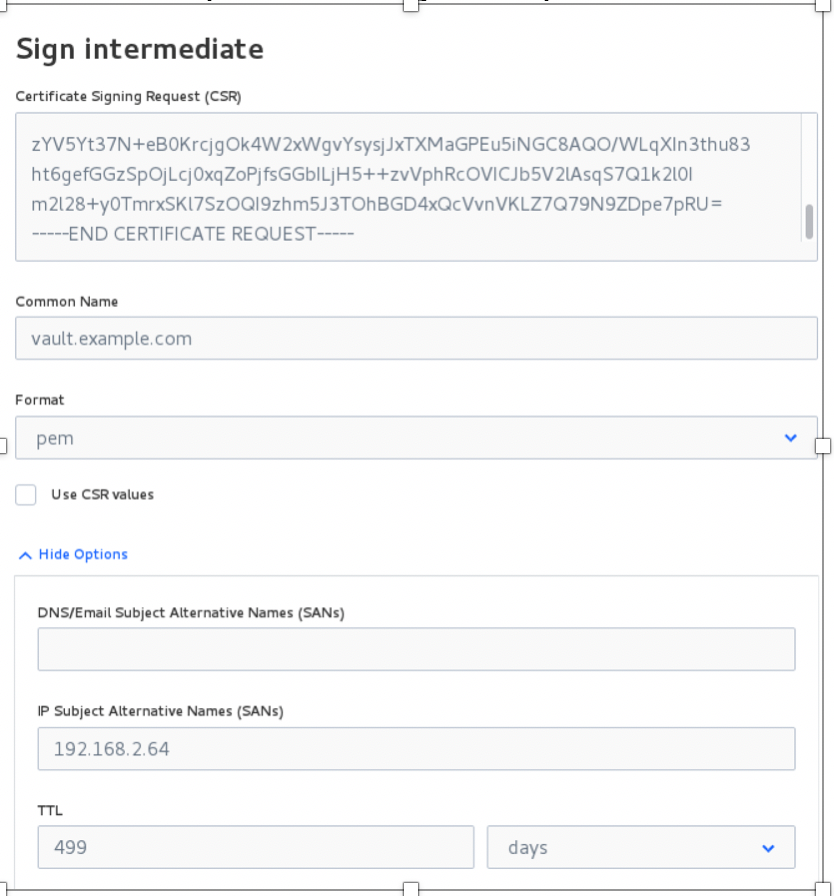 Sign intermediate
Certificate Signing Request (CSR)
zYV5Yt37N+eB0KrcjgOk4W2xWgvYsysjJxTXMaGPEu5iNGC8AQO/WLqXIn3thu83
ht6gefGGzSpOjLcj0xqZoPjfsGGbILjH5++zvVphRcOVICJb5V2lAsqS7Q1k2l0I
m2l28+y0TmrxSKl7SzOQI9zhm5J3TOhBGD4xQcVvnVKLZ7Q79N9ZDpe7pRU=
-----END CERTIFICATE REQUEST-----
Common Name
vault.example.com
Format
pem
Use CSR values
Hide Options
DNS/Email Subject Alternative Names (SANs)
IP Subject Alternative Names (SANs)
192.168.2.64
TTL
499 days